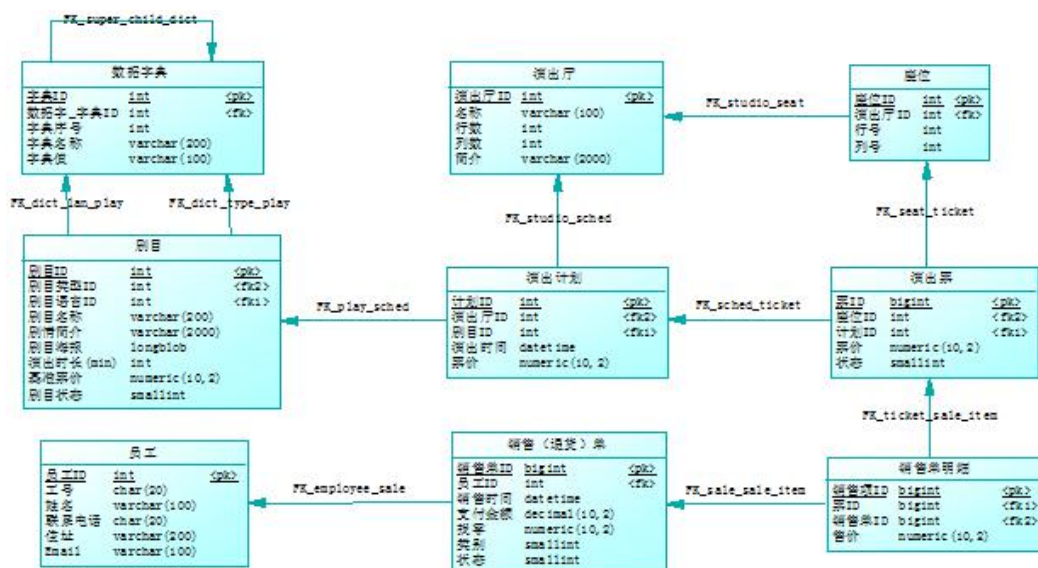 FK_super_child_dict
数据字典
字典ID int <pk>
数据字_字典ID int <fk>
字典序号 int
字典名称 varchar(200)
字典值 varchar(100)
演出厅
演出厅ID int <pk>
名称 varchar(100)
行数 int
列数 int
简介 varchar(2000)
FK_studio_seat
座位
座位ID int <pk>
演出厅ID int <fk>
行号 int
列号 int
FK_dict_lan_play
FK_dict_type_play
FK_studio_sched
FK_seat_ticket
剧目
剧目ID int <pk>
剧目类型ID int <fk2>
剧目语言ID int <fk1>
剧目名称 varchar(200)
剧情简介 varchar(2000)
剧目海报 longblob
演出时长(min) int
基准票价 numeric(10,2)
剧目状态 smallint
FK_play_sched
演出计划
计划ID int <pk>
演出厅ID int <fk2>
剧目ID int <fk1>
演出时间 datetime
票价 numeric(10,2)
FK_sched_ticket
演出票
票ID bigint <pk>
座位ID int <fk2>
计划ID int <fk1>
票价 numeric(10,2)
状态 smallint
FK_ticket_sale_item
员工
员工ID int <pk>
工号 char(20)
姓名 varchar(100)
联系电话 char(20)
住址 varchar(200)
Email varchar(100)
FK_employee_sale
销售（退货）单
销售单ID bigint <pk>
员工ID int <fk>
销售时间 datetime
支付金额 decimal(10,2)
找零 numeric(10,2)
类别 smallint
状态 smallint
FK_sale_sale_item
销售单明细
销售项ID bigint <pk>
票ID bigint <fk1>
销售单ID bigint <fk2>
售价 numeric(10,2)